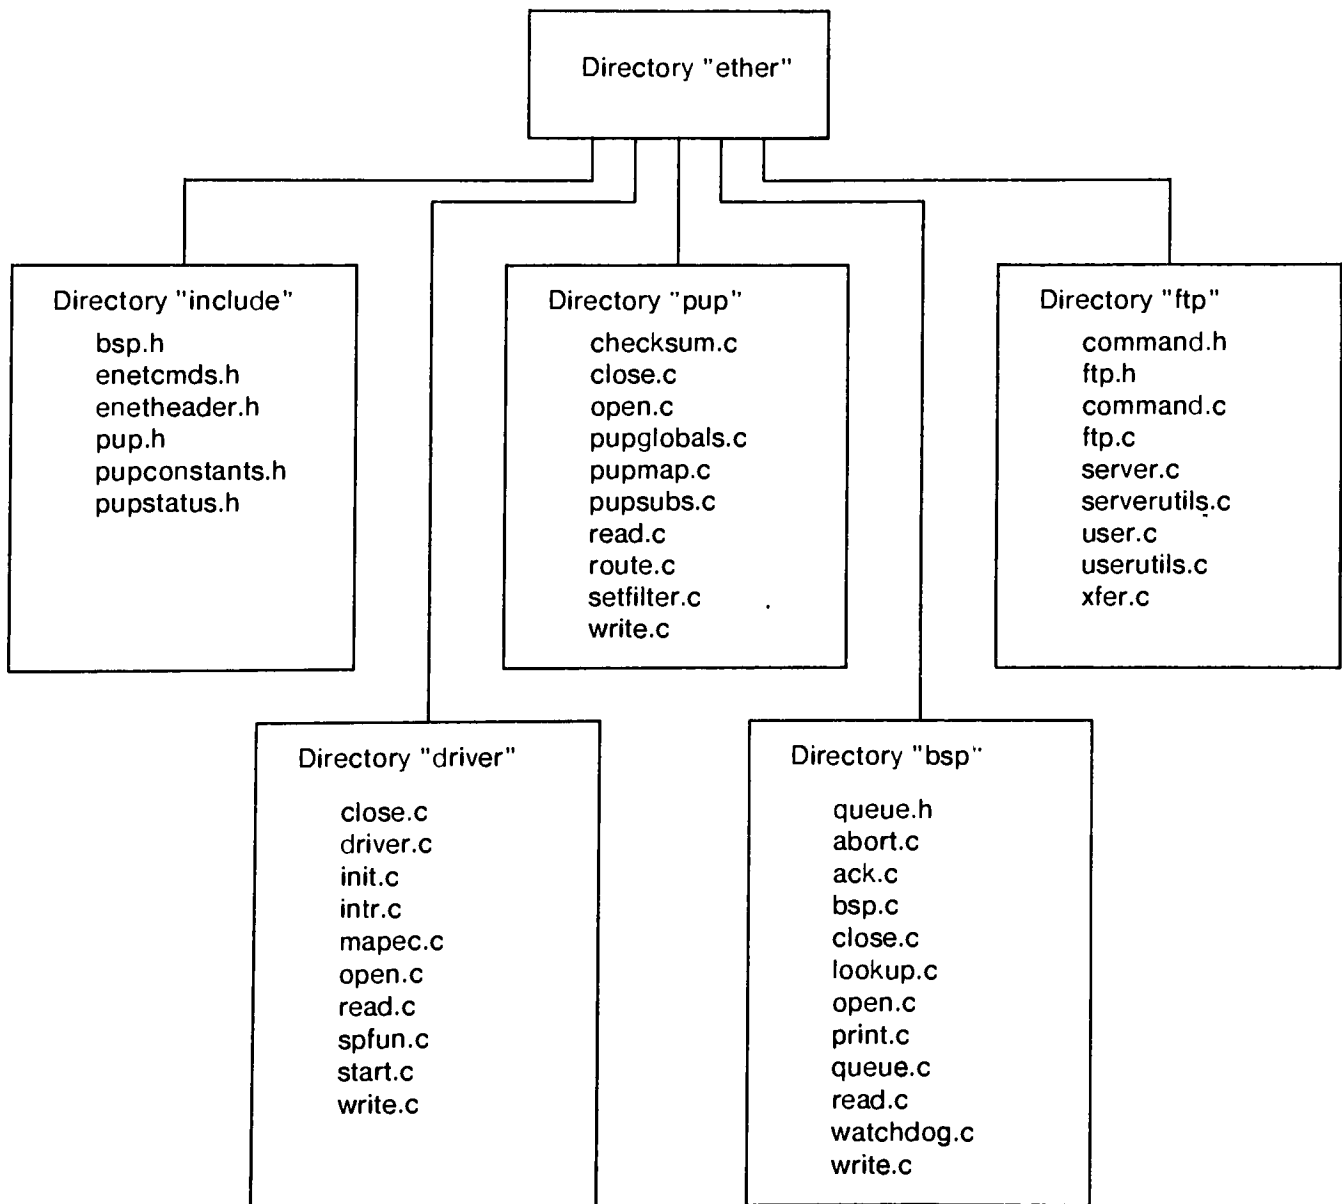 Directory "ether"
Directory "include"
bsp.h
enetcmds.h
enetheader.h
pup.h
pupconstants.h
pupstatus.h
Directory "pup"
checksum.c
close.c
open.c
pupglobals.c
pupmap.c
pupsubs.c
read.c
route.c
setfilter.c
write.c
Directory "ftp"
command.h
ftp.h
command.c
ftp.c
server.c
serverutils.c
user.c
userutils.c
xfer.c
Directory "driver"
close.c
driver.c
init.c
intr.c
mapec.c
open.c
read.c
spfun.c
start.c
write.c
Directory "bsp"
queue.h
abort.c
ack.c
bsp.c
close.c
lookup.c
open.c
print.c
queue.c
read.c
watchdog.c
write.c